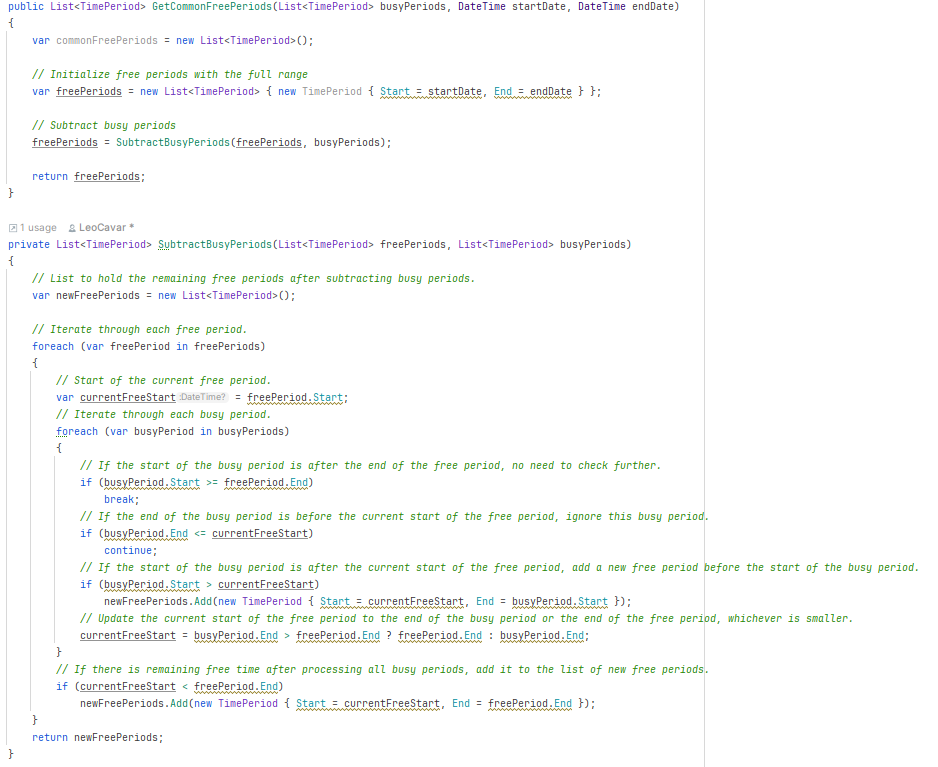 public List<TimePeriod> GetCommonFreePeriods(List<TimePeriod> busyPeriods, DateTime startDate, DateTime endDate)
{
    var commonFreePeriods = new List<TimePeriod>();

    // Initialize free periods with the full range
    var freePeriods = new List<TimePeriod> { new TimePeriod { Start = startDate, End = endDate } };

    // Subtract busy periods
    freePeriods = SubtractBusyPeriods(freePeriods, busyPeriods);

    return freePeriods;
}

1 usage LeoCavar *
private List<TimePeriod> SubtractBusyPeriods(List<TimePeriod> freePeriods, List<TimePeriod> busyPeriods)
{
    // List to hold the remaining free periods after subtracting busy periods.
    var newFreePeriods = new List<TimePeriod>();

    // Iterate through each free period.
    foreach (var freePeriod in freePeriods)
    {
        // Start of the current free period.
        var currentFreeStart :DateTime? = freePeriod.Start;
        // Iterate through each busy period.
        foreach (var busyPeriod in busyPeriods)
        {
            // If the start of the busy period is after the end of the free period, no need to check further.
            if (busyPeriod.Start >= freePeriod.End)
                break;
            // If the end of the busy period is before the current start of the free period, ignore this busy period.
            if (busyPeriod.End <= currentFreeStart)
                continue;
            // If the start of the busy period is after the current start of the free period, add a new free period before the start of the busy period.
            if (busyPeriod.Start > currentFreeStart)
                newFreePeriods.Add(new TimePeriod { Start = currentFreeStart, End = busyPeriod.Start });
            // Update the current start of the free period to the end of the busy period or the end of the free period, whichever is smaller.
            currentFreeStart = busyPeriod.End > freePeriod.End ? freePeriod.End : busyPeriod.End;
        }
        // If there is remaining free time after processing all busy periods, add it to the list of new free periods.
        if (currentFreeStart < freePeriod.End)
            newFreePeriods.Add(new TimePeriod { Start = currentFreeStart, End = freePeriod.End });
    }
    return newFreePeriods;
}